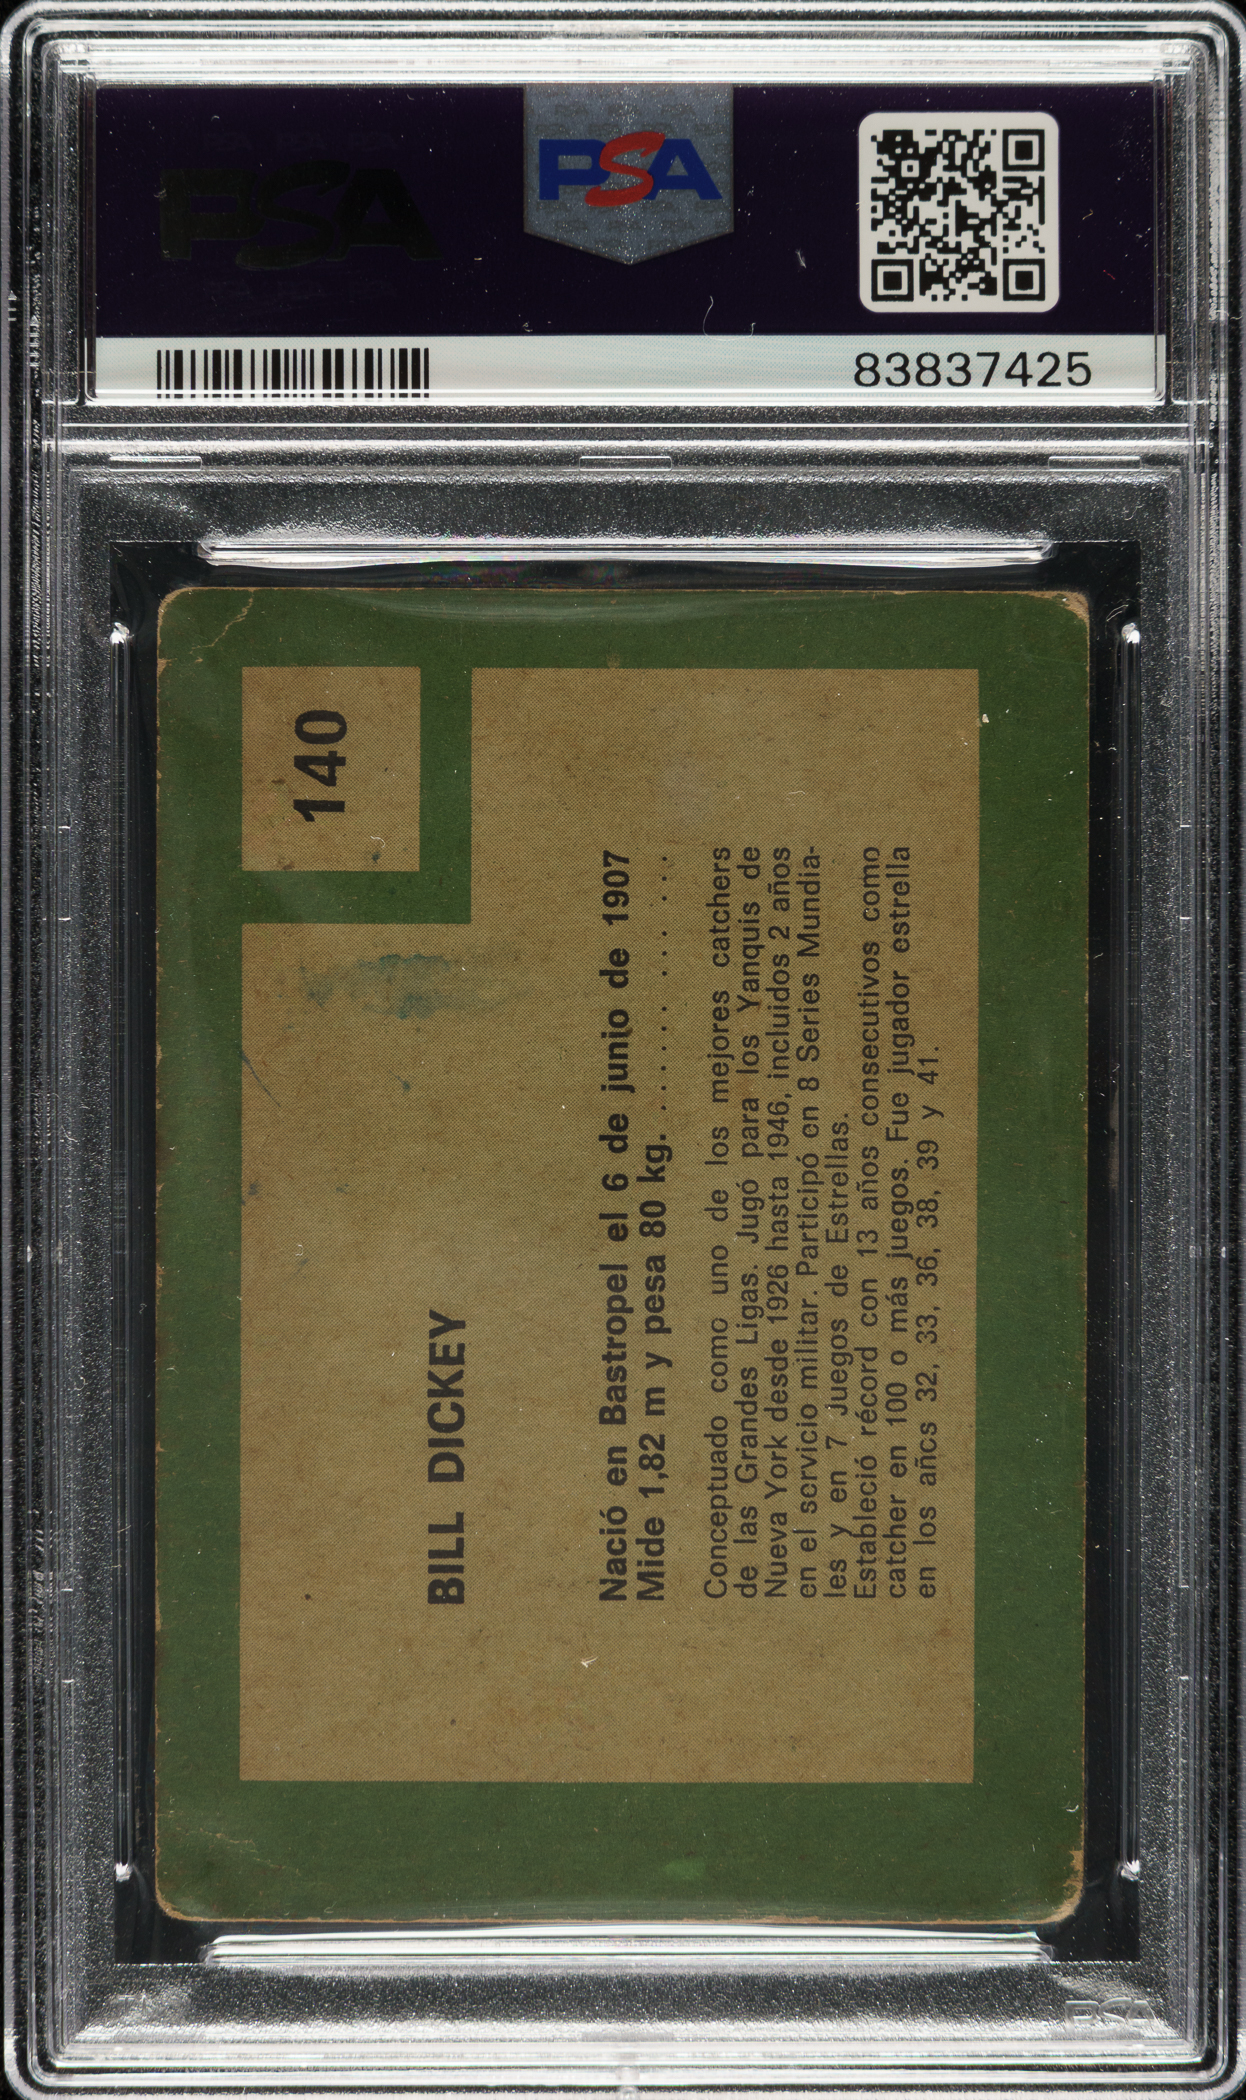 PSA
PSA
83837425
140
BILL DICKEY
Nació en Bastropel el 6 de junio de 1907
Mide 1,82 m y pesa 80 kg. . . . . . . . . . . . . . .
Conceptuado como uno de los mejores catchers
de las Grandes Ligas. Jugó para los Yanquis de
Nueva York desde 1926 hasta 1946, incluidos 2 años
en el servicio militar. Participó en 8 Series Mundia-
les y en 7 Juegos de Estrellas.
Estableció récord con 13 años consecutivos como
catcher en 100 o más juegos. Fue jugador estrella
en los años 32, 33, 36, 38, 39 y 41.
PSA